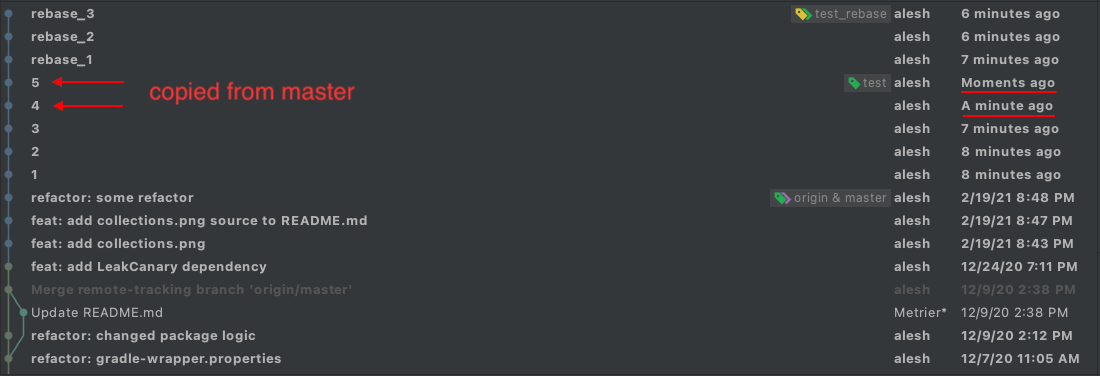 rebase_3 test_rebase alesh 6 minutes ago
rebase_2 alesh 6 minutes ago
rebase_1 alesh 7 minutes ago
5 test alesh Moments ago
copied from master
4 alesh A minute ago
3 alesh 7 minutes ago
2 alesh 8 minutes ago
1 alesh 8 minutes ago
refactor: some refactor origin & master alesh 2/19/21 8:48 PM
feat: add collections.png source to README.md alesh 2/19/21 8:47 PM
feat: add collections.png alesh 2/19/21 8:43 PM
feat: add LeakCanary dependency alesh 12/24/20 7:11 PM
Merge remote-tracking branch 'origin/master' alesh 12/9/20 2:38 PM
Update README.md Metrier* 12/9/20 2:38 PM
refactor: changed package logic alesh 12/9/20 2:12 PM
refactor: gradle-wrapper.properties alesh 12/7/20 11:05 AM